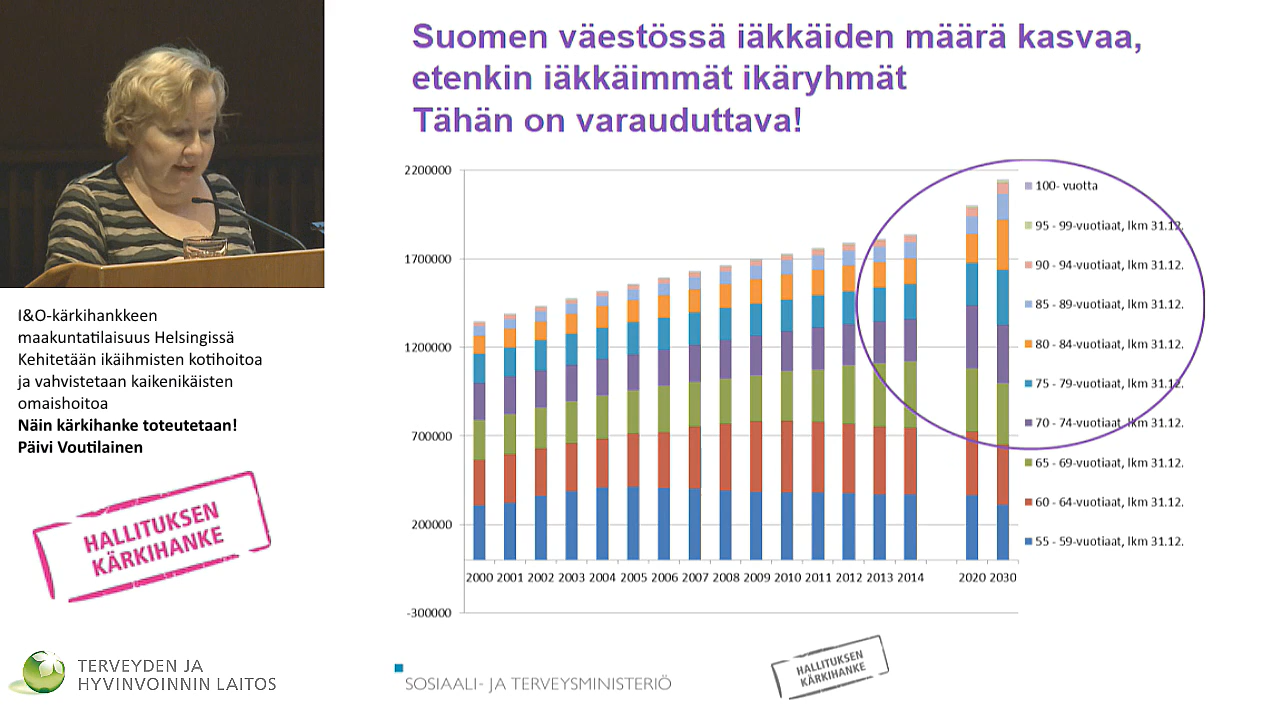 Suomen väestössä iäkkäiden määrä kasvaa,
etenkin iäkkäimmät ikäryhmät
Tähän on varauduttava!
I&O-kärkihankkeen
maakuntatilaisuus Helsingissä
Kehitetään ikäihmisten kotihoitoa
ja vahvistetaan kaikenikäisten
omaishoitoa
Näin kärkihanke toteutetaan!
Päivi Voutilainen
HALLITUKSEN
KÄRKIHANKE
TERVEYDEN JA
HYVINVOINNIN LAITOS
2200000
1700000
1200000
700000
200000
-300000
2000 2001 2002 2003 2004 2005 2006 2007 2008 2009 2010 2011 2012 2013 2014 2020 2030
100- vuotta
95 - 99-vuotiaat, lkm 31.12.
90 - 94-vuotiaat, lkm 31.12.
85 - 89-vuotiaat, lkm 31.12.
80 - 84-vuotiaat, lkm 31.12.
75 - 79-vuotiaat, lkm 31.12.
70 - 74-vuotiaat, lkm 31.12.
65 - 69-vuotiaat, lkm 31.12.
60 - 64-vuotiaat, lkm 31.12.
55 - 59-vuotiaat, lkm 31.12.
SOSIAALI- JA TERVEYSMINISTERIÖ
HALLITUKSEN
KÄRKIHANKE